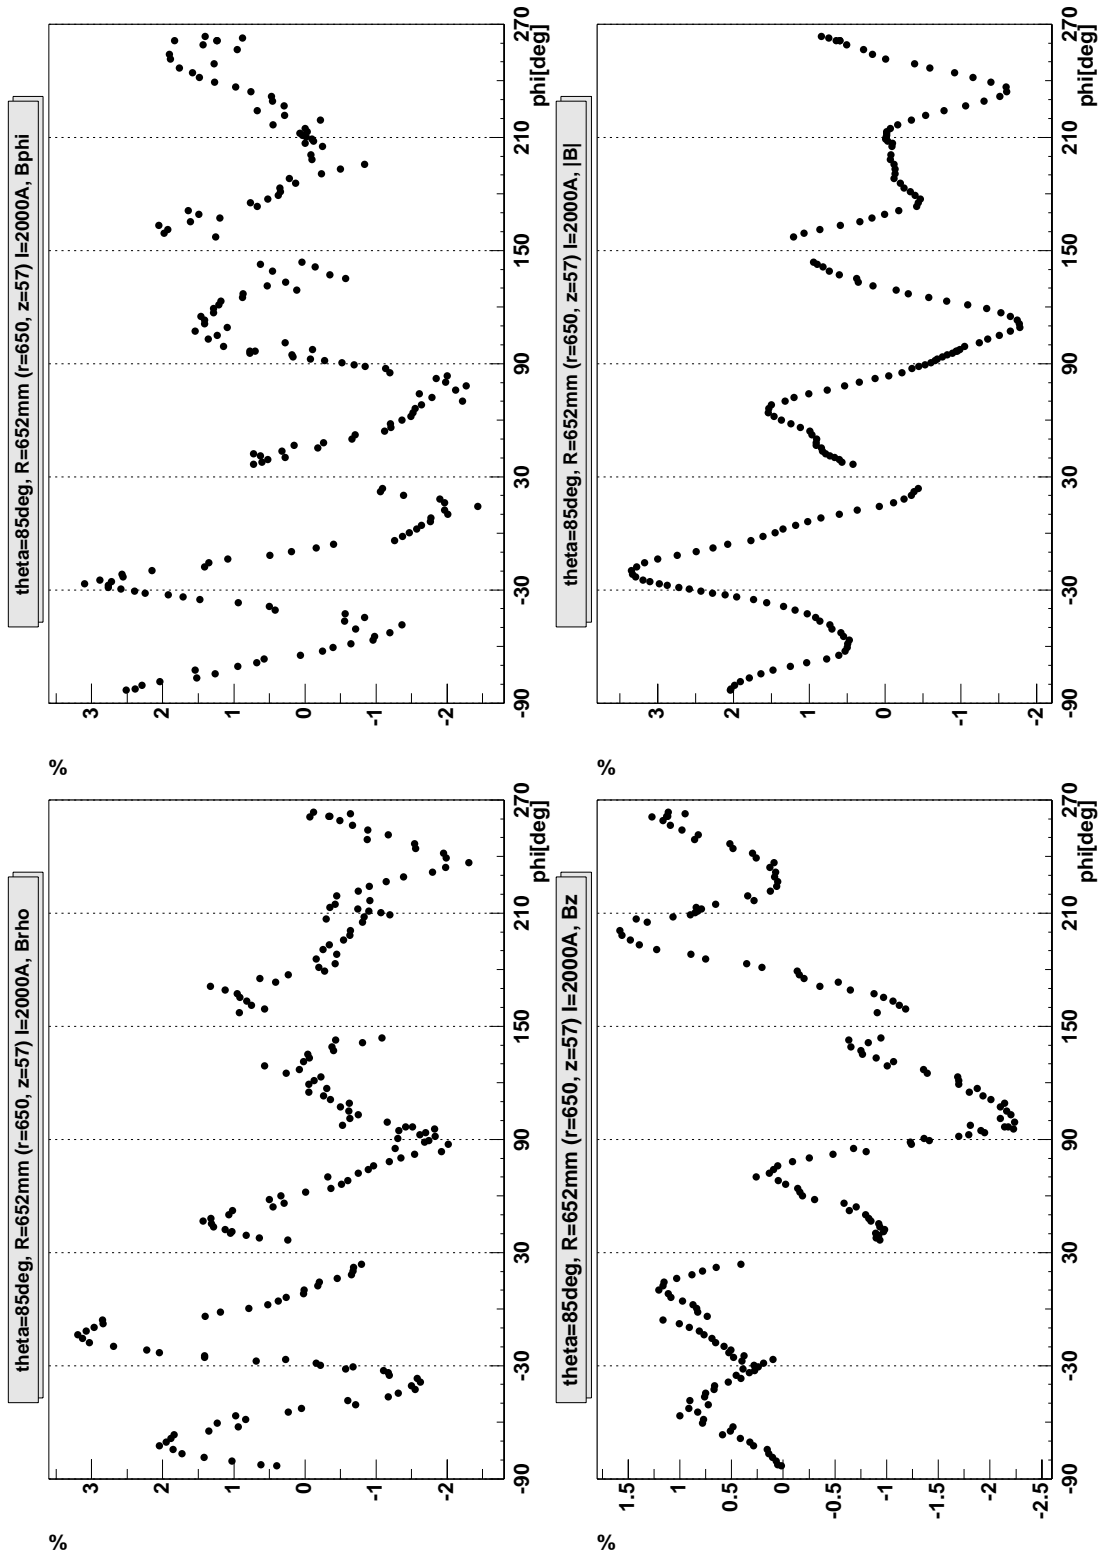 theta=85deg, R=652mm (r=650, z=57) I=2000A, Brho
%
3
2
1
0
-1
-2
-90 -30 30 90 150 210 270
phi[deg]
theta=85deg, R=652mm (r=650, z=57) I=2000A, Bphi
%
3
2
1
0
-1
-2
-90 -30 30 90 150 210 270
phi[deg]
theta=85deg, R=652mm (r=650, z=57) I=2000A, Bz
%
1.5
1
0.5
0
-0.5
-1
-1.5
-2
-2.5
-90 -30 30 90 150 210 270
phi[deg]
theta=85deg, R=652mm (r=650, z=57) I=2000A, |B|
%
3
2
1
0
-1
-2
-90 -30 30 90 150 210 270
phi[deg]